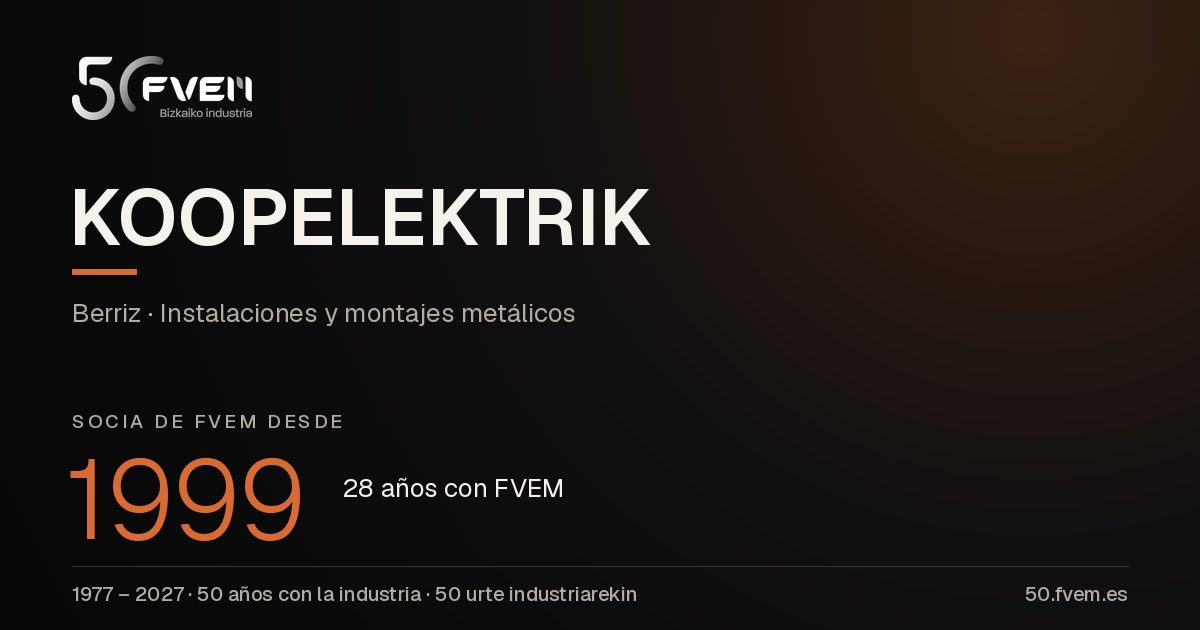 50 FVEM
Bizkaiko industria
KOOPELEKTRIK
Berriz · Instalaciones y montajes metálicos
SOCIA DE FVEM DESDE
1999
28 años con FVEM
1977 – 2027 · 50 años con la industria · 50 urte industriarekin
50.fvem.es